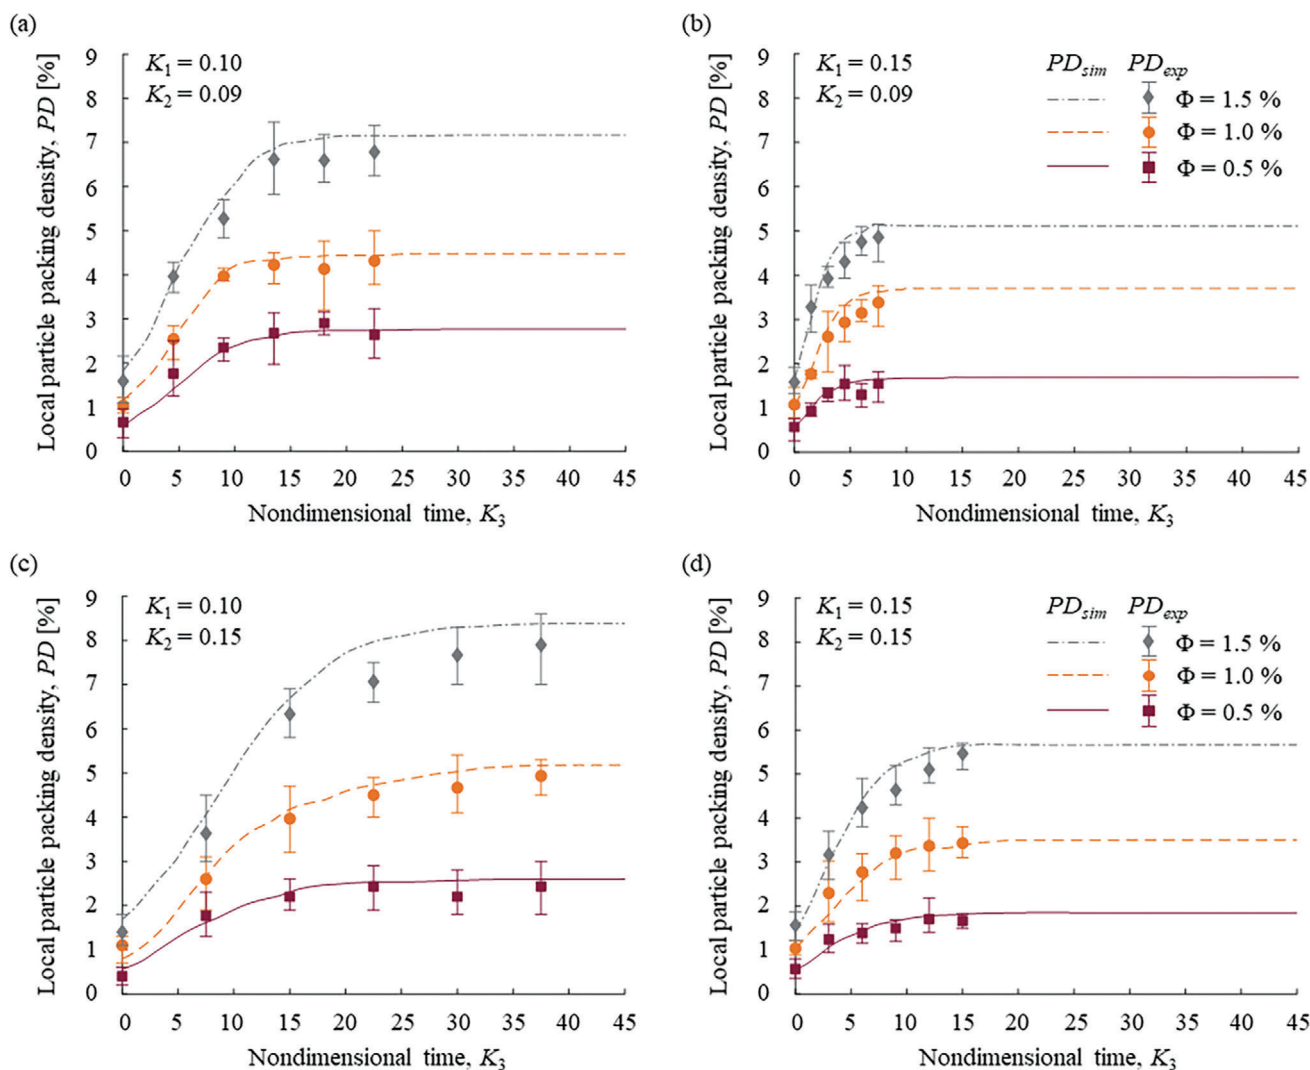 (a)
K1 = 0.10
K2 = 0.09
Local particle packing density, PD [%]
9
8
7
6
5
4
3
2
1
0
0 5 10 15 20 25 30 35 40 45
Nondimensional time, K3
(b)
K1 = 0.15
K2 = 0.09
PDsim PDexp
Φ = 1.5 %
Φ = 1.0 %
Φ = 0.5 %
Local particle packing density, PD [%]
9
8
7
6
5
4
3
2
1
0
0 5 10 15 20 25 30 35 40 45
Nondimensional time, K3
(c)
K1 = 0.10
K2 = 0.15
Local particle packing density, PD [%]
9
8
7
6
5
4
3
2
1
0
0 5 10 15 20 25 30 35 40 45
Nondimensional time, K3
(d)
K1 = 0.15
K2 = 0.15
PDsim PDexp
Φ = 1.5 %
Φ = 1.0 %
Φ = 0.5 %
Local particle packing density, PD [%]
9
8
7
6
5
4
3
2
1
0
0 5 10 15 20 25 30 35 40 45
Nondimensional time, K3